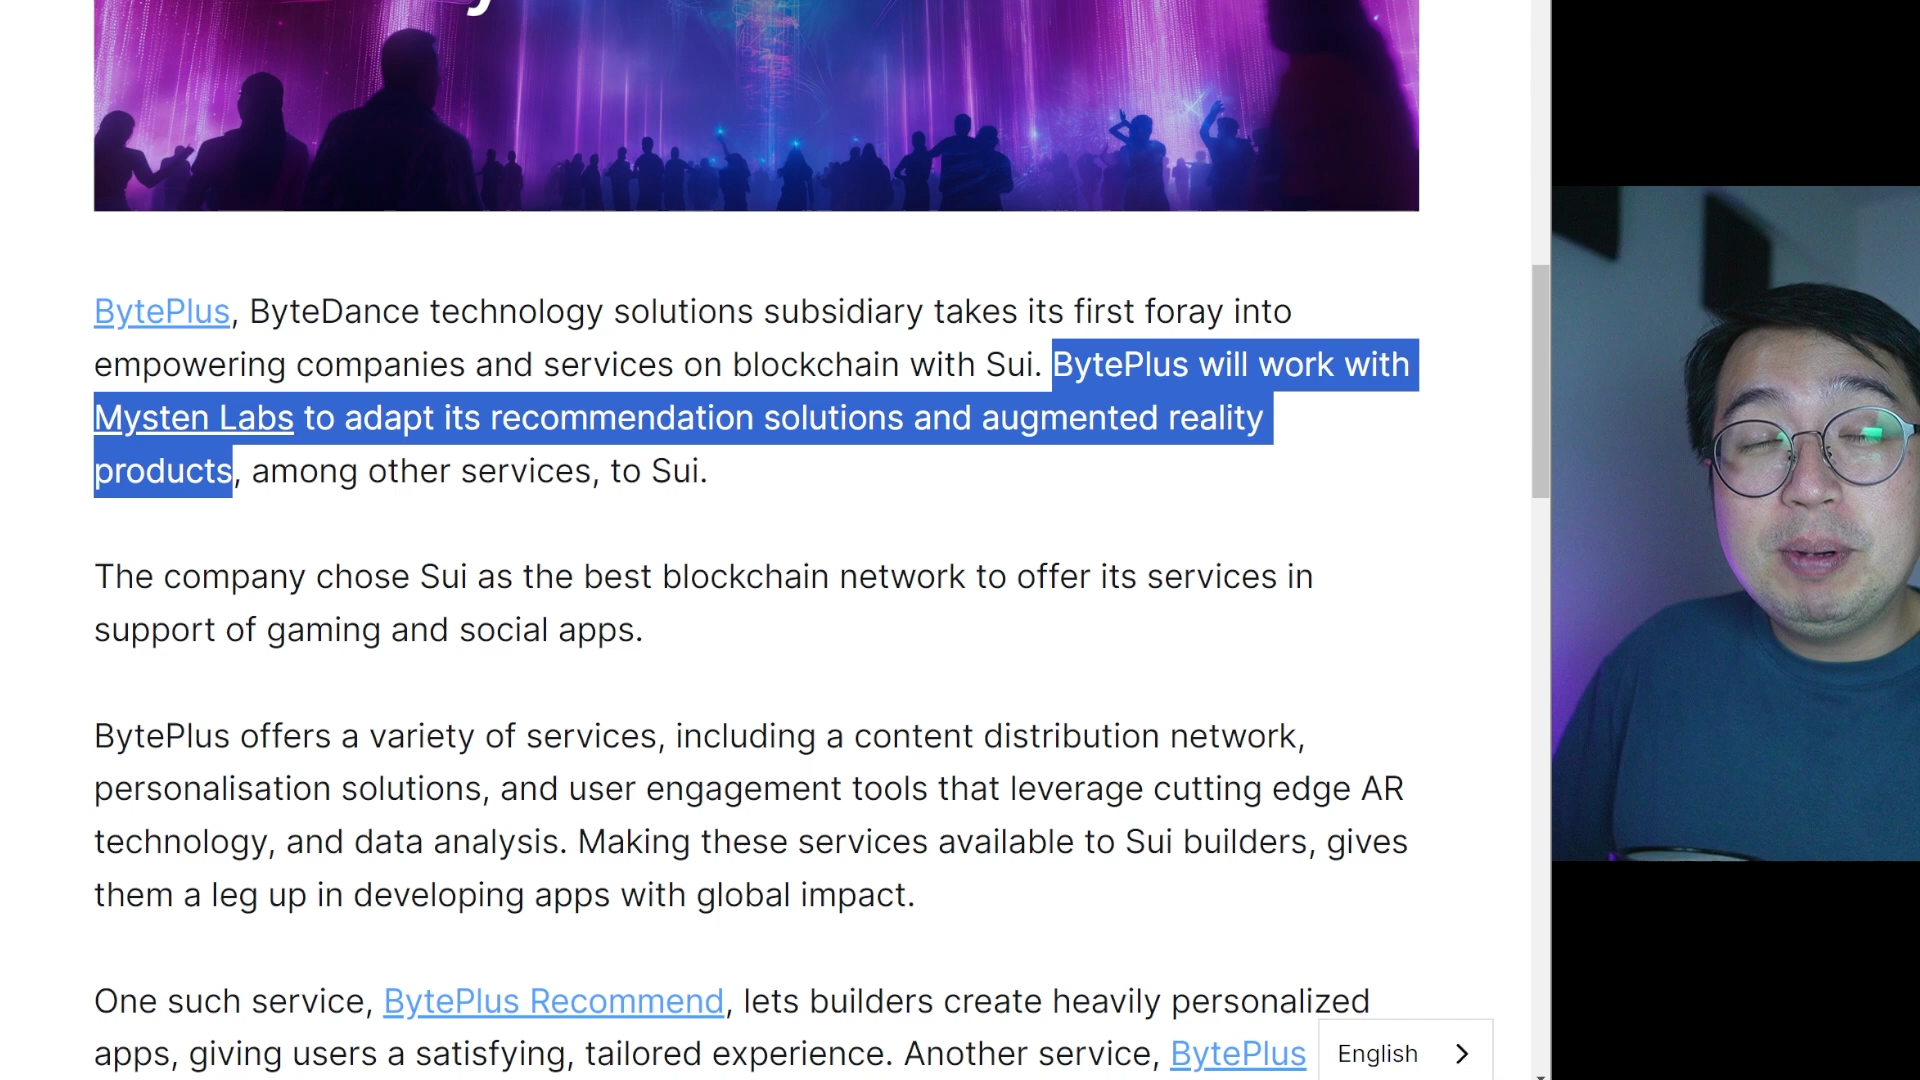 BytePlus, ByteDance technology solutions subsidiary takes its first foray into
empowering companies and services on blockchain with Sui. BytePlus will work with
Mysten Labs to adapt its recommendation solutions and augmented reality
products, among other services, to Sui.
The company chose Sui as the best blockchain network to offer its services in
support of gaming and social apps.
BytePlus offers a variety of services, including a content distribution network,
personalisation solutions, and user engagement tools that leverage cutting edge AR
technology, and data analysis. Making these services available to Sui builders, gives
them a leg up in developing apps with global impact.
One such service, BytePlus Recommend, lets builders create heavily personalized
apps, giving users a satisfying, tailored experience. Another service, BytePlus
English